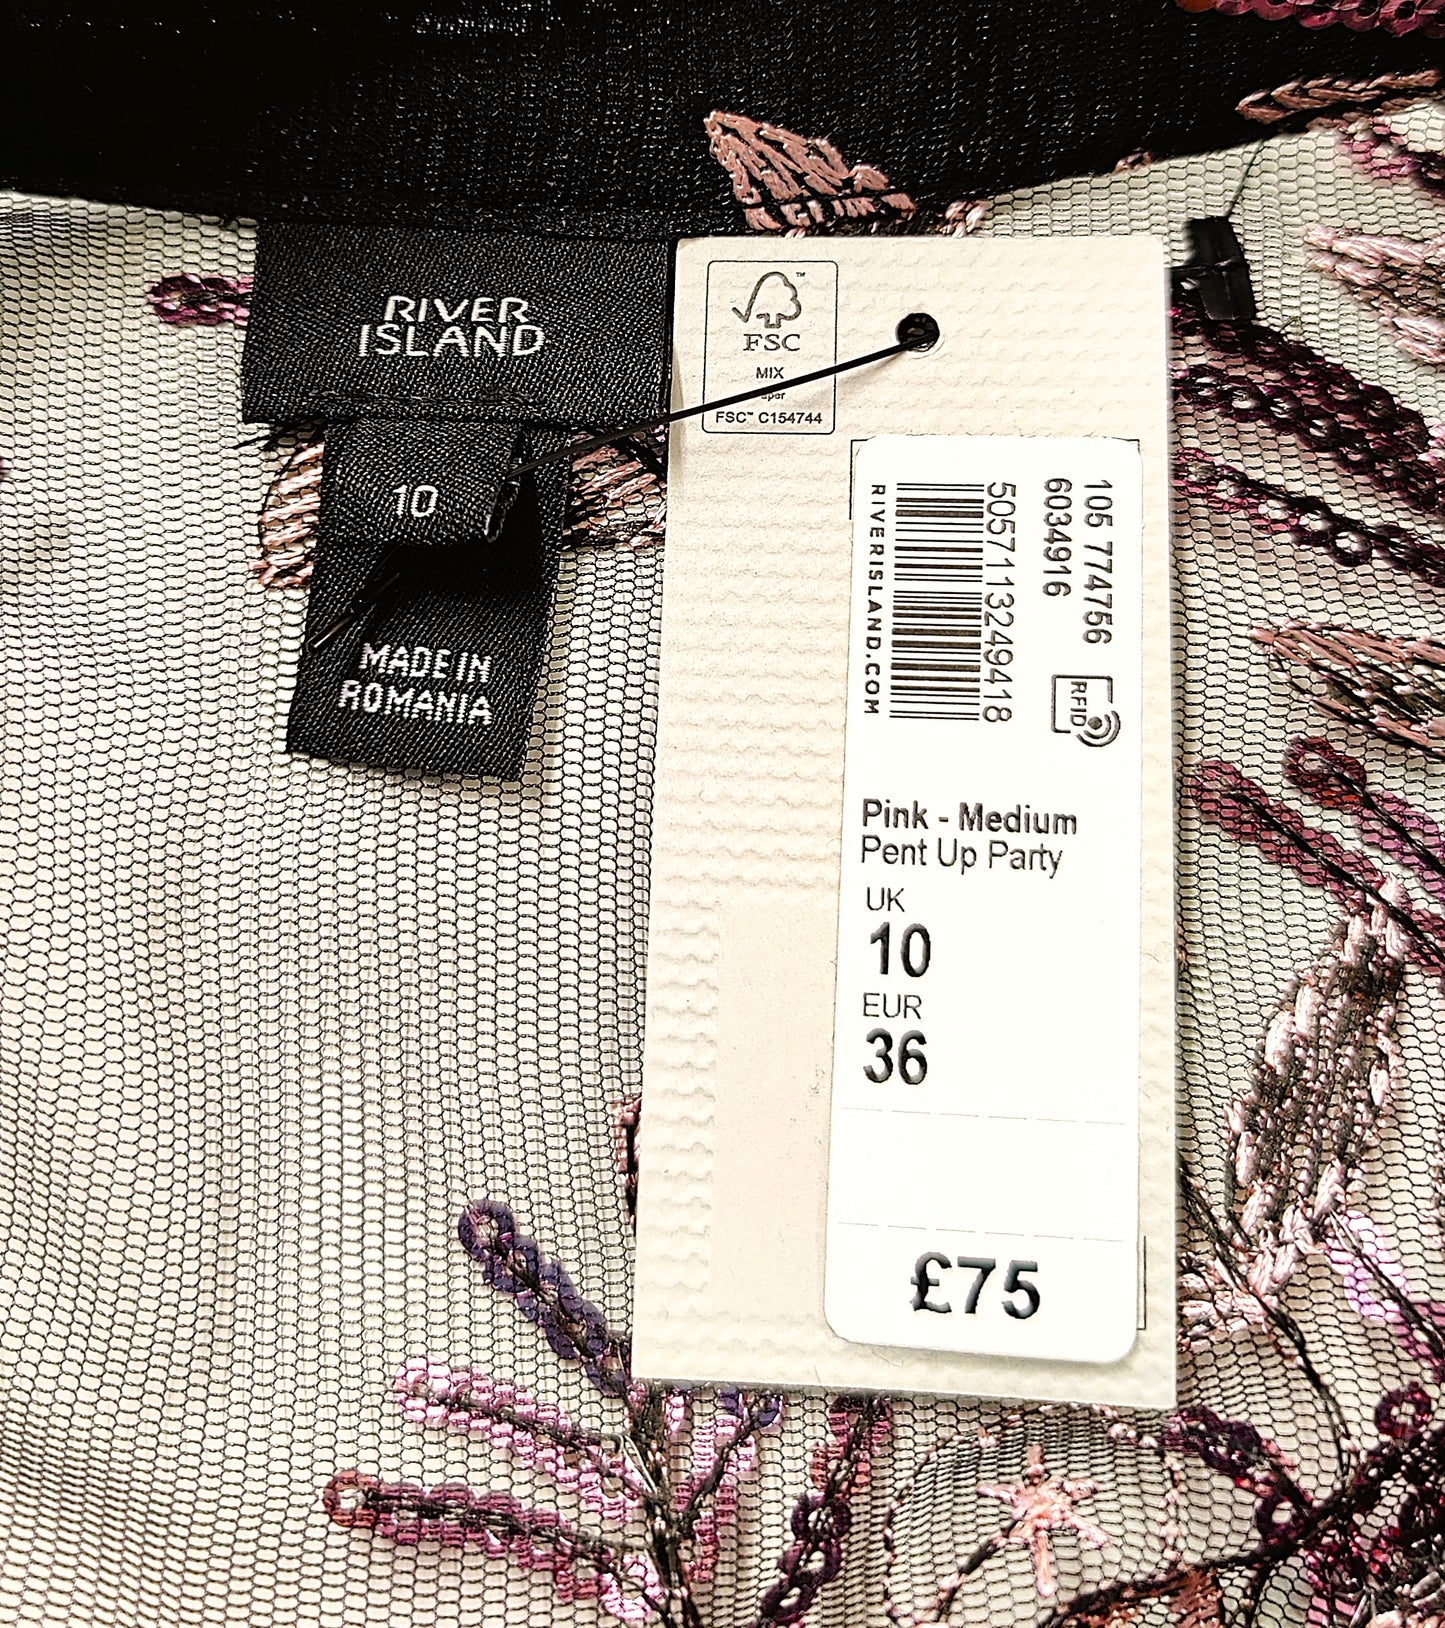 RIVER
ISLAND
10
MADE IN
ROMANIA
FSC
MIX
FSC™ C154744
105 774756
6034916
5057113249418
RIVERISLAND.COM
RFID
Pink - Medium
Pent Up Party
UK
10
EUR
36
£75